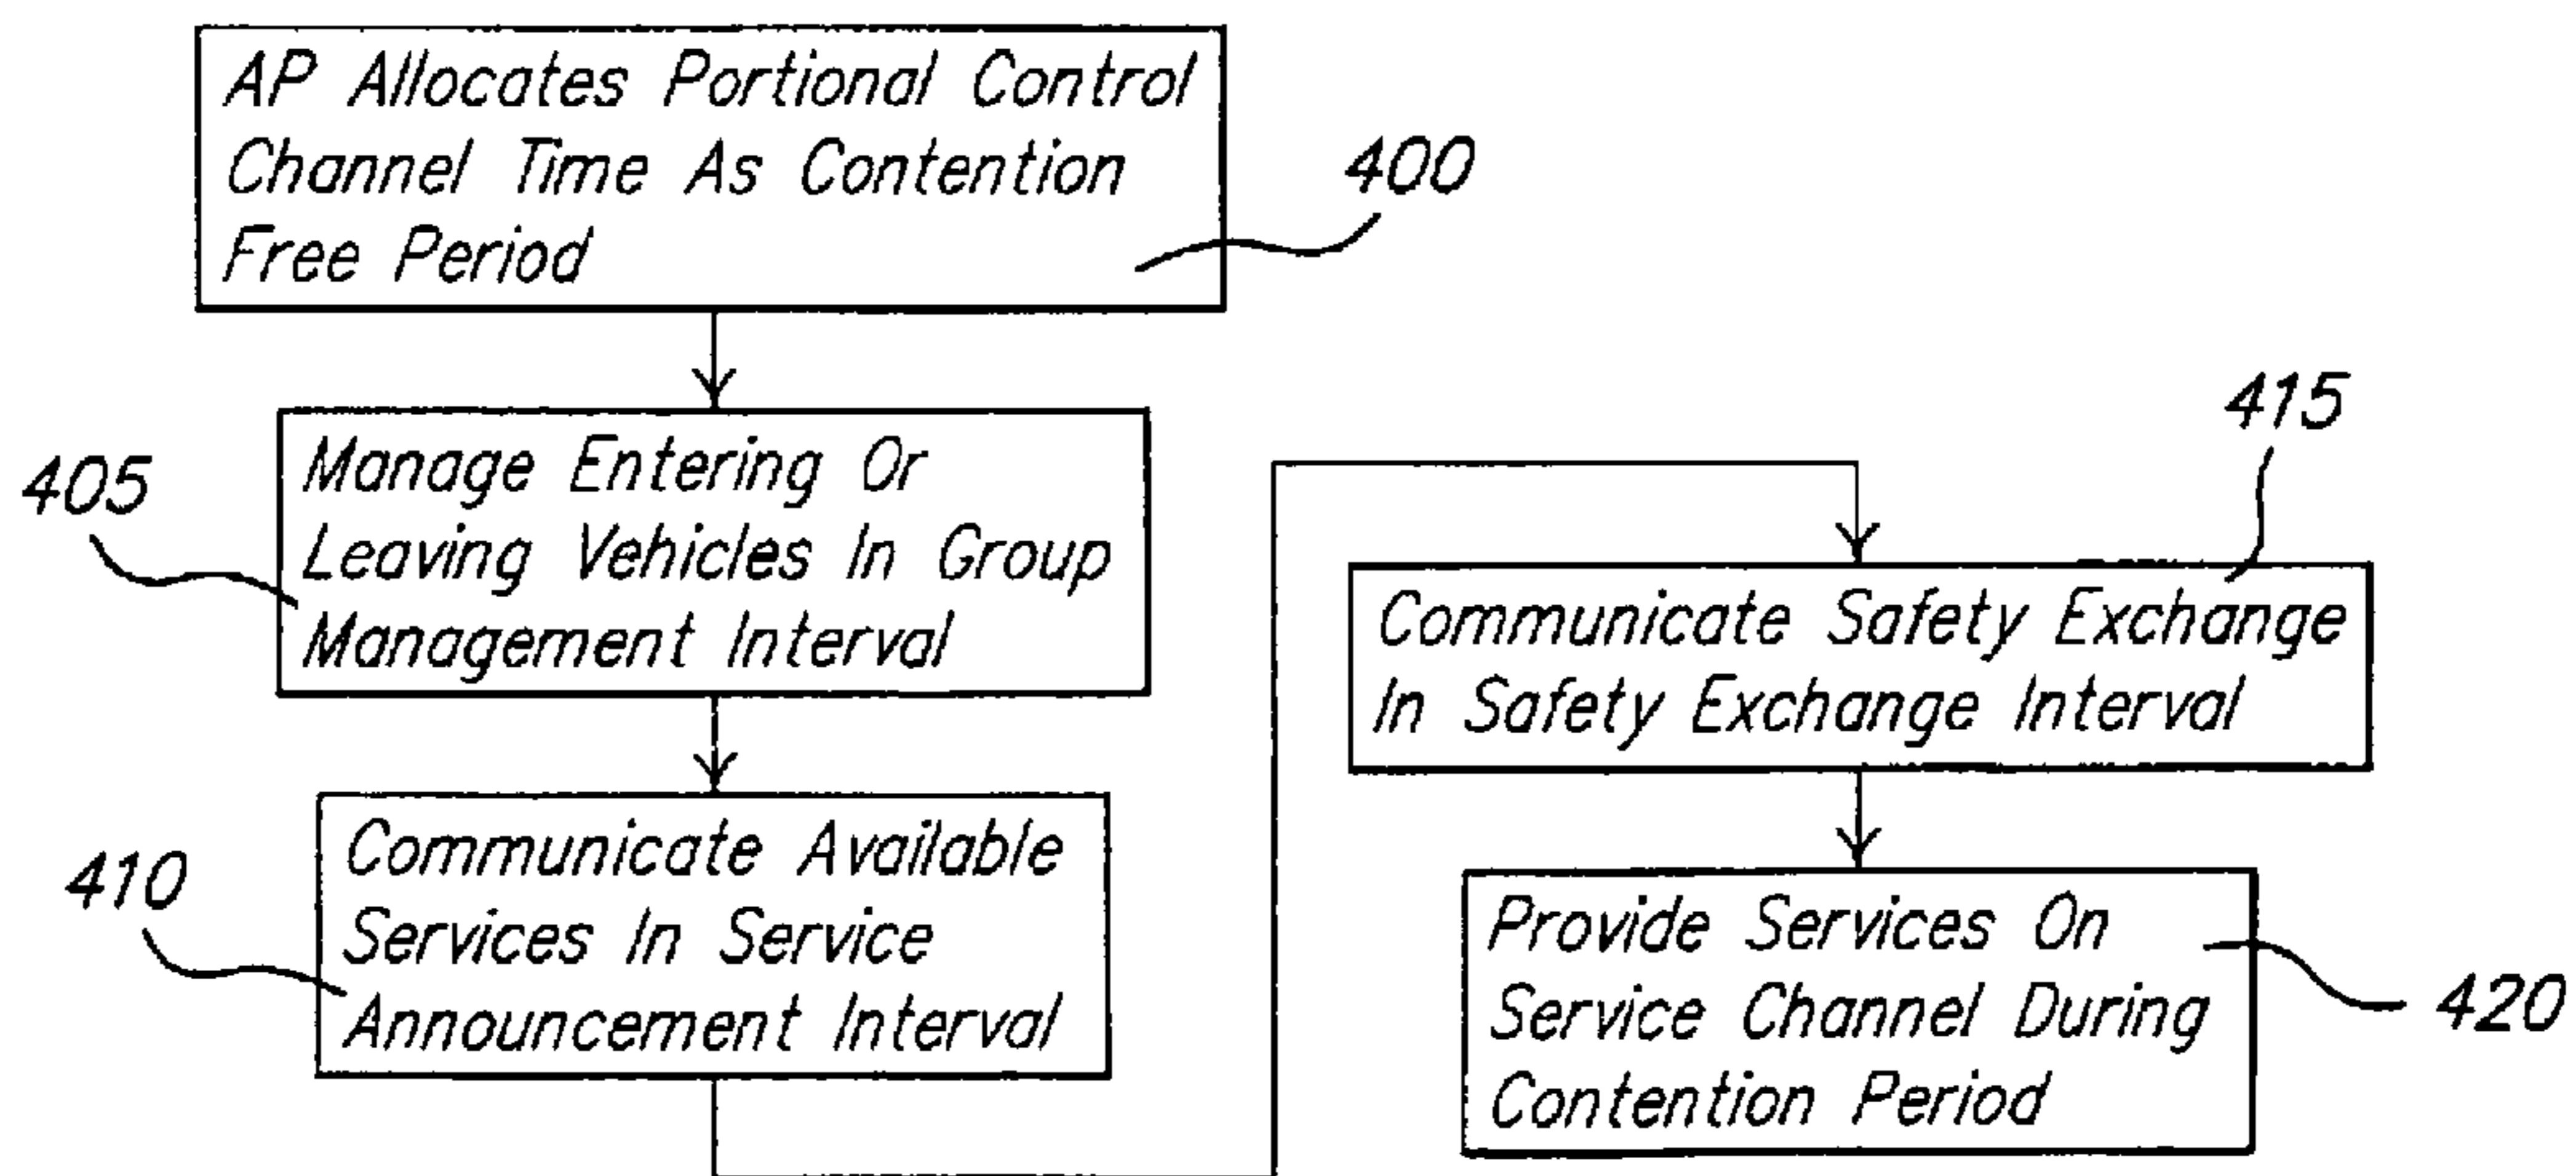 AP Allocates Portional Control
Channel Time As Contention
Free Period
400
Manage Entering Or
Leaving Vehicles In Group
Management Interval
405
Communicate Available
Services In Service
Announcement Interval
410
415
Communicate Safety Exchange
In Safety Exchange Interval
Provide Services On
Service Channel During
Contention Period
420